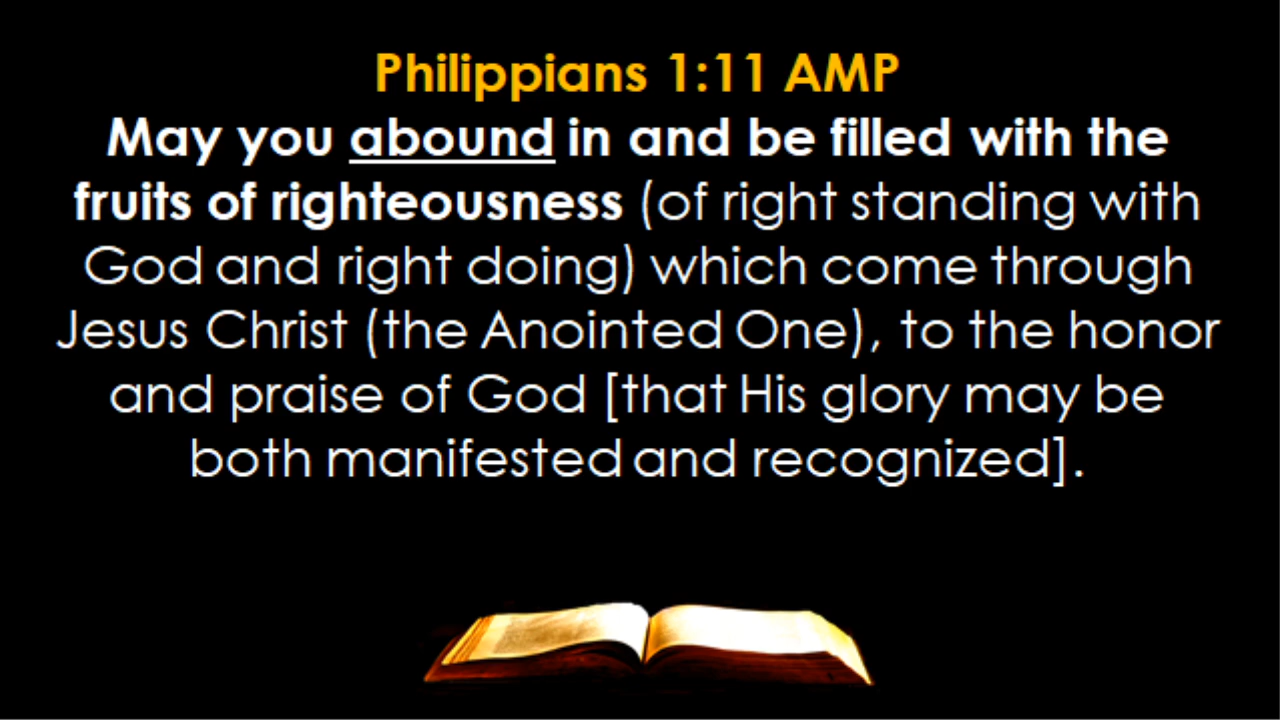 Philippians 1:11 AMP
May you abound in and be filled with the
fruits of righteousness (of right standing with
God and right doing) which come through
Jesus Christ (the Anointed One), to the honor
and praise of God [that His glory may be
both manifested and recognized].